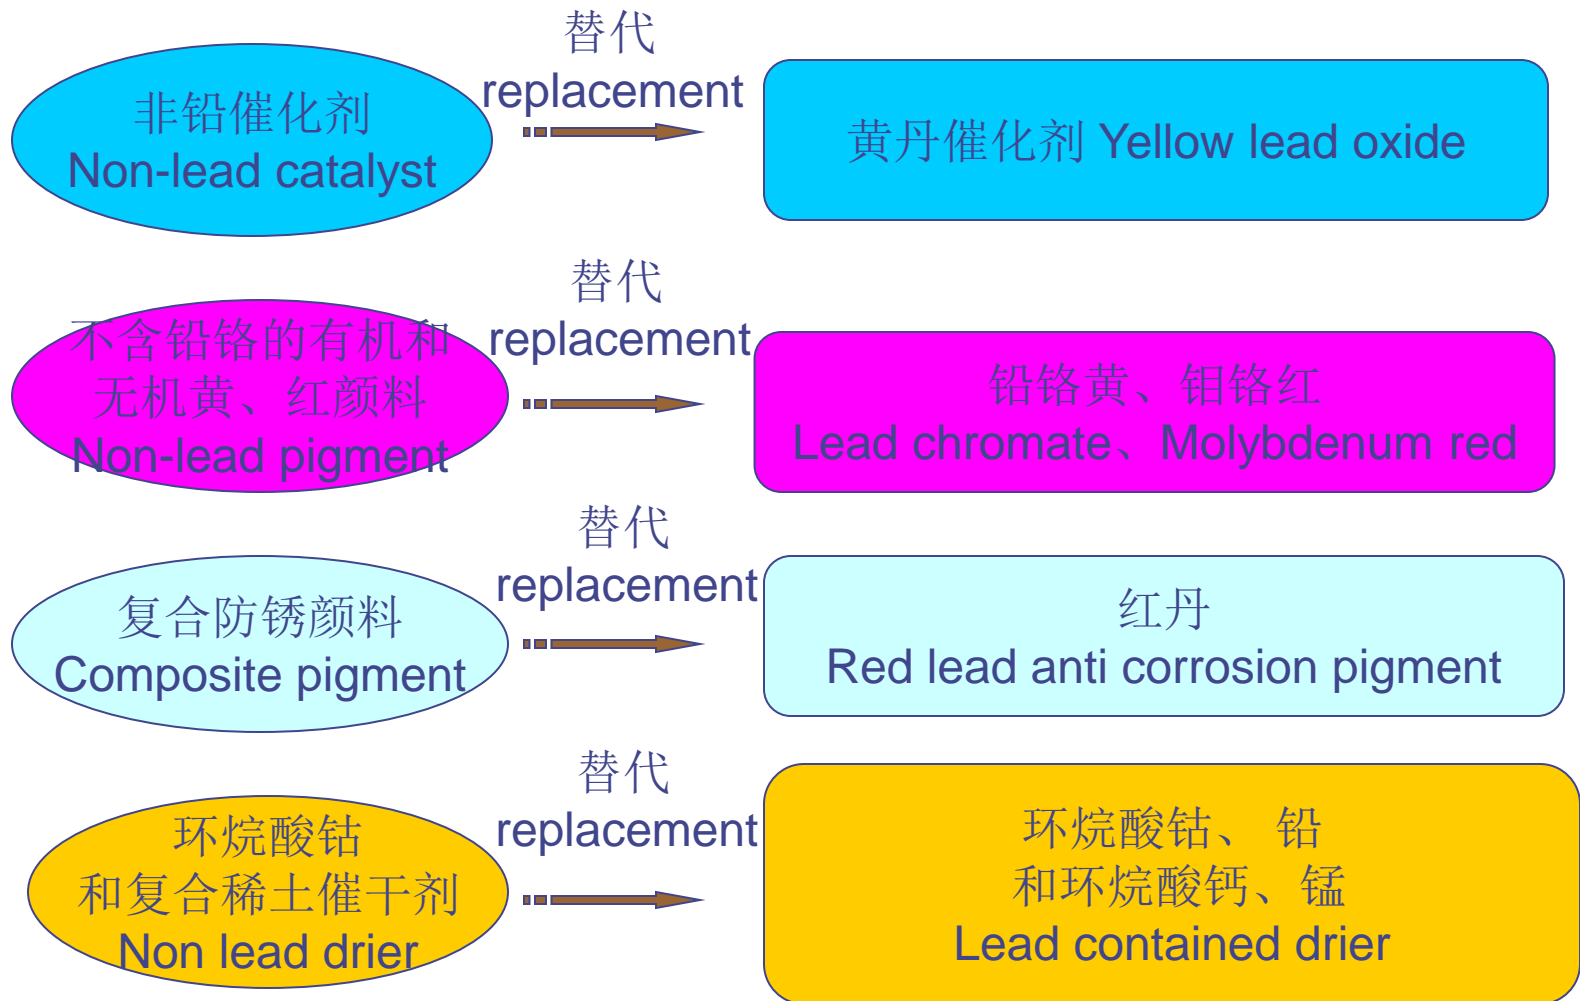 替代
replacement
非铅催化剂
Non-lead catalyst
黄丹催化剂 Yellow lead oxide
替代
replacement
不含铅铬的有机和
无机黄、红颜料
Non-lead pigment
铅铬黄、钼铬红
Lead chromate、Molybdenum red
替代
replacement
复合防锈颜料
Composite pigment
红丹
Red lead anti corrosion pigment
替代
replacement
环烷酸钴
和复合稀土催干剂
Non lead drier
环烷酸钴、 铅
和环烷酸钙、锰
Lead contained drier